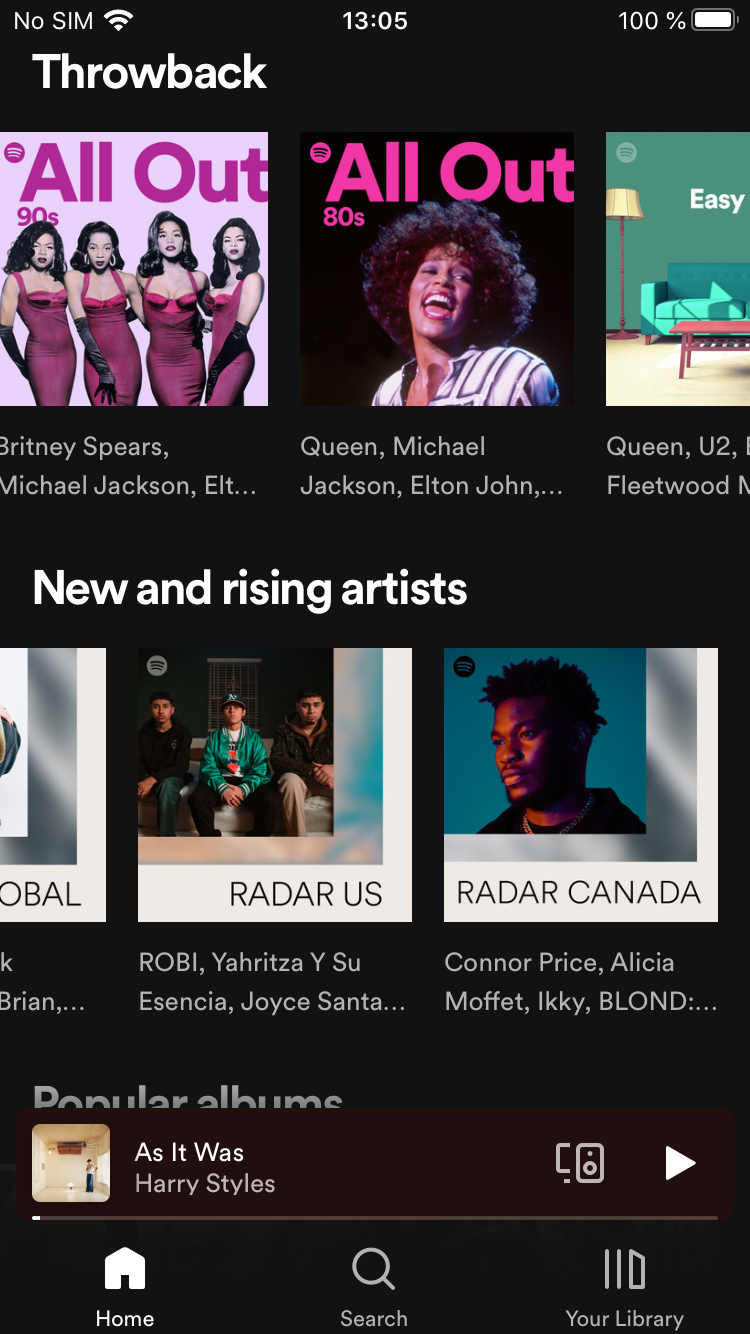 No SIM 13:05 100 %
Throwback
All Out
90s
All Out
80s
Easy
Britney Spears,
Michael Jackson, Elt...
Queen, Michael
Jackson, Elton John,...
Queen, U2,
Fleetwood
New and rising artists
OBAL
RADAR US
RADAR CANADA
k
Brian,...
ROBI, Yahritza Y Su
Esencia, Joyce Santa...
Connor Price, Alicia
Moffet, Ikky, BLOND:...
Popular albums
As It Was
Harry Styles
Home
Search
Your Library